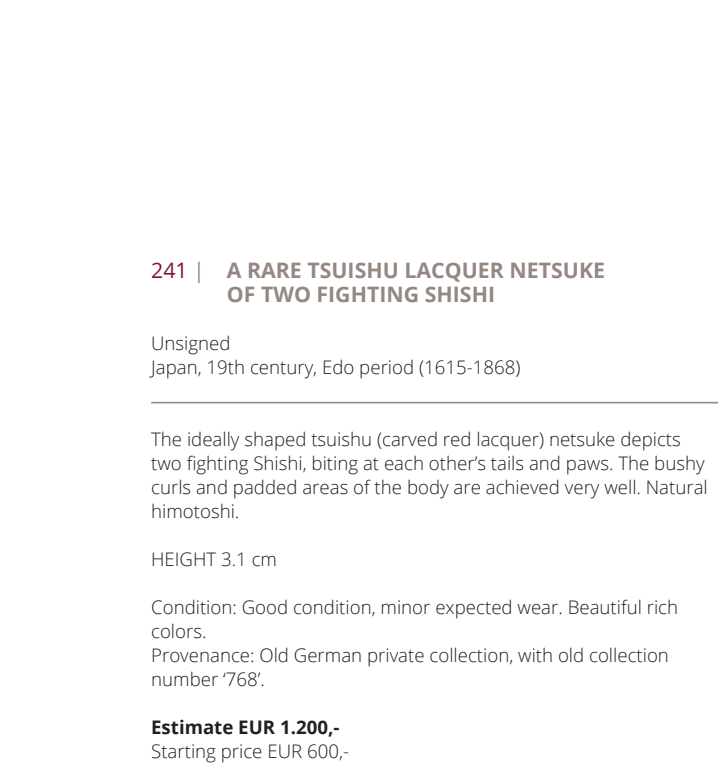 241 | A RARE TSUISHU LACQUER NETSUKE
OF TWO FIGHTING SHISHI
Unsigned
Japan, 19th century, Edo period (1615-1868)
The ideally shaped tsuishu (carved red lacquer) netsuke depicts
two fighting Shishi, biting at each other’s tails and paws. The bushy
curls and padded areas of the body are achieved very well. Natural
himotoshi.
HEIGHT 3.1 cm
Condition: Good condition, minor expected wear. Beautiful rich
colors.
Provenance: Old German private collection, with old collection
number ‘768’.
Estimate EUR 1.200,-
Starting price EUR 600,-